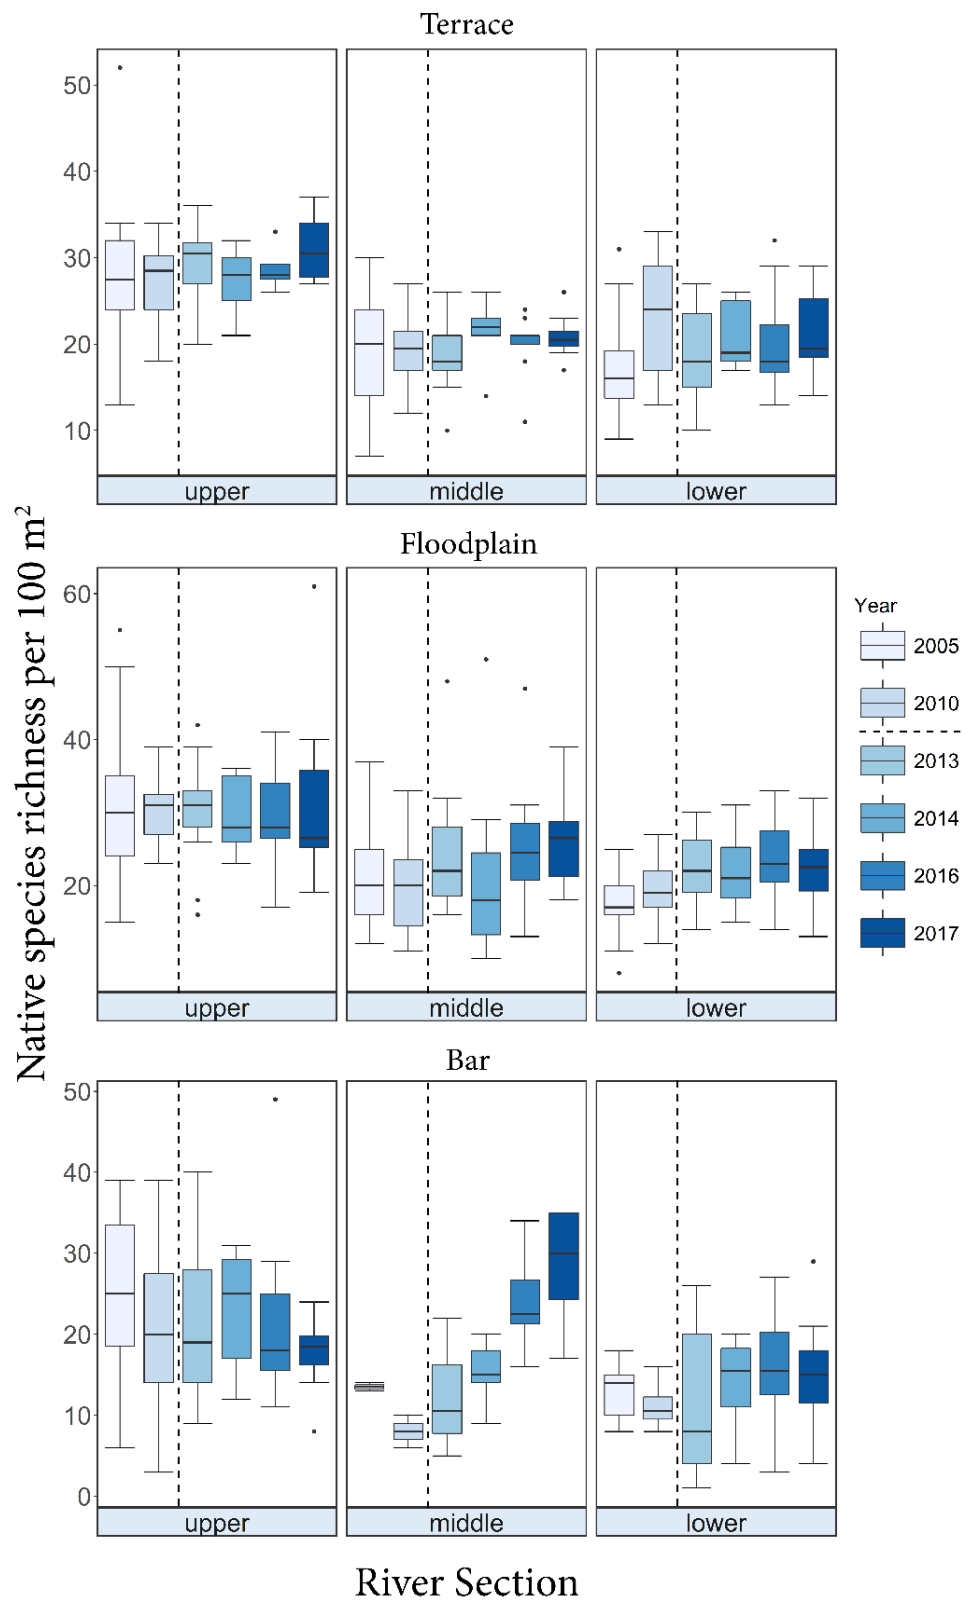 Terrace
50
40
30
20
10
upper
middle
lower
Native species richness per 100 m²
Floodplain
60
40
20
upper
middle
lower
Year
2005
2010
2013
2014
2016
2017
Bar
50
40
30
20
10
0
upper
middle
lower
River Section